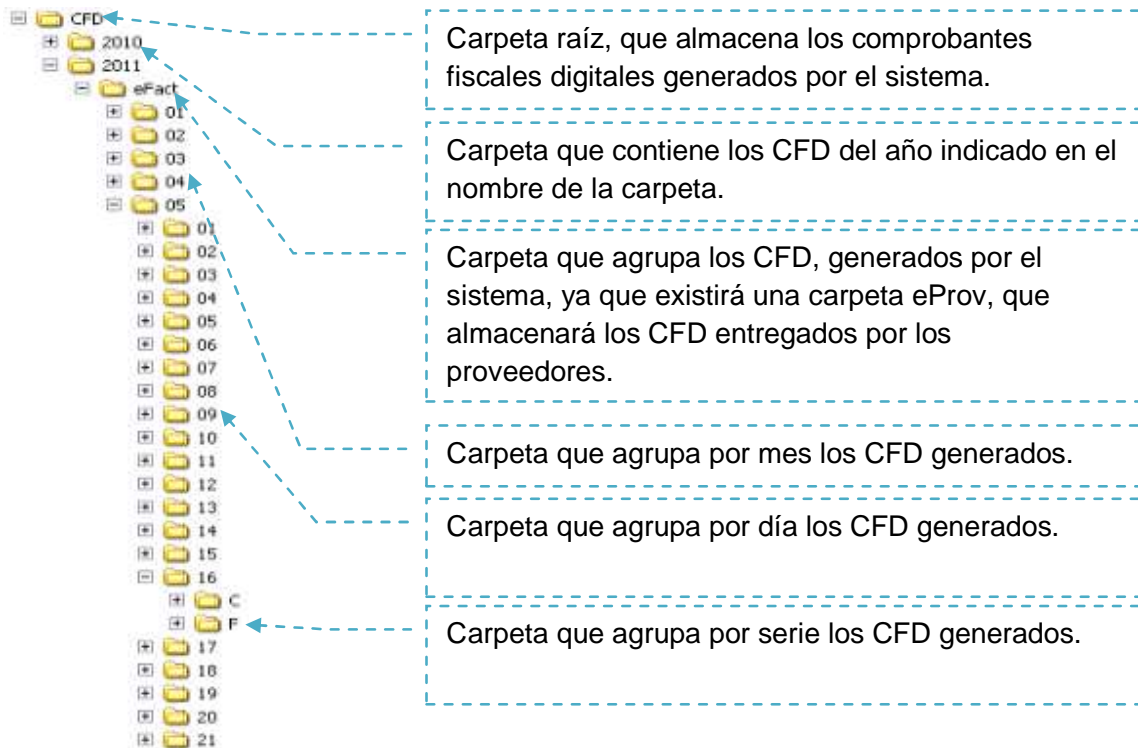 CFD
2010
2011
eFact
01
02
03
04
05
01
02
03
04
05
06
07
08
09
10
11
12
13
14
15
16
C
F
17
18
19
20
21
Carpeta raíz, que almacena los comprobantes
fiscales digitales generados por el sistema.
Carpeta que contiene los CFD del año indicado en el
nombre de la carpeta.
Carpeta que agrupa los CFD, generados por el
sistema, ya que existirá una carpeta eProv, que
almacenará los CFD entregados por los
proveedores.
Carpeta que agrupa por mes los CFD generados.
Carpeta que agrupa por día los CFD generados.
Carpeta que agrupa por serie los CFD generados.